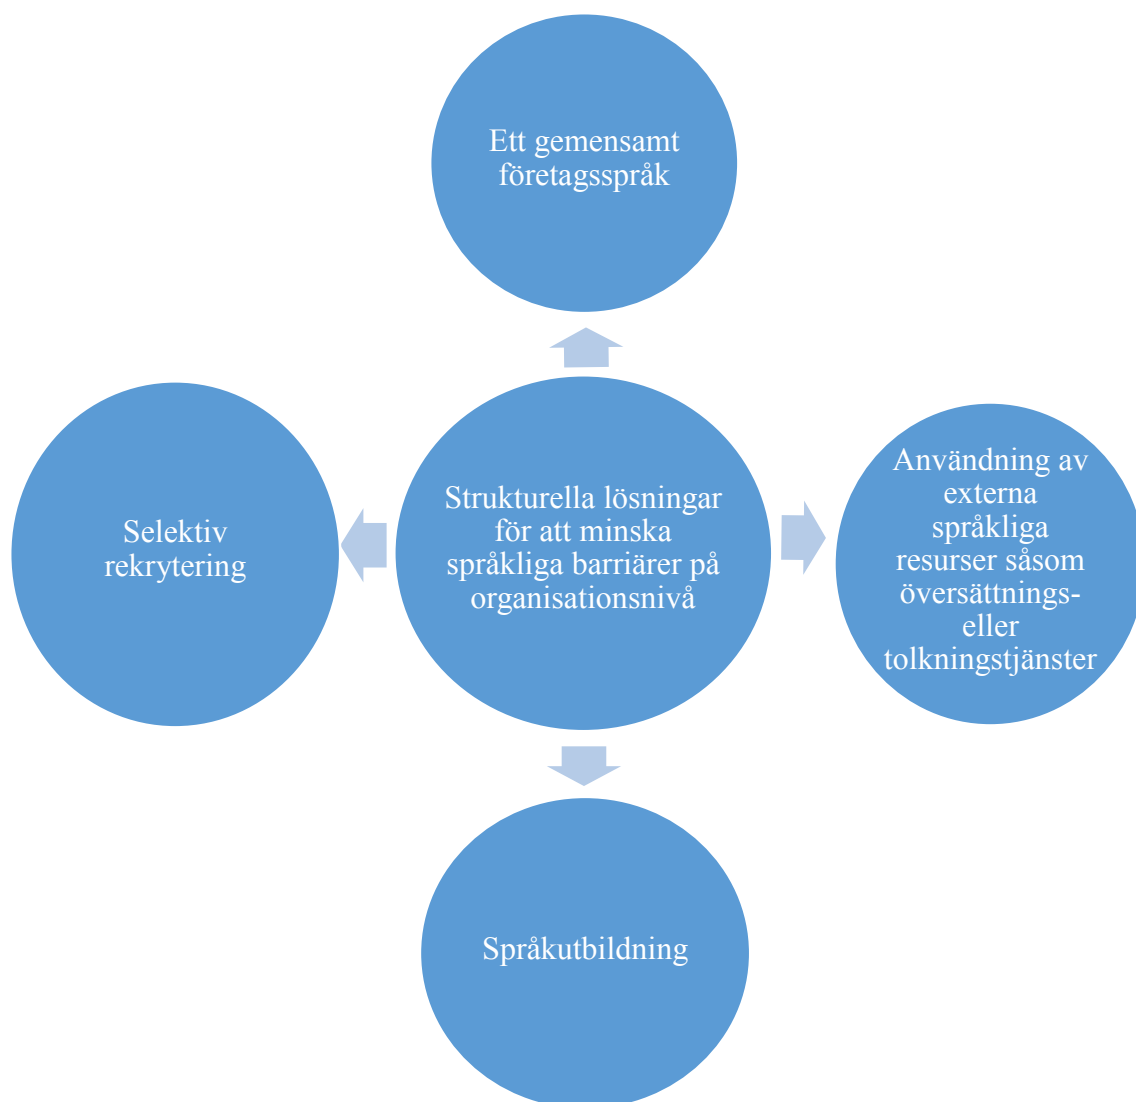 Ett gemensamt
företagsspråk
Selektiv
rekrytering
Strukturella lösningar
för att minska
språkliga barriärer på
organisationsnivå
Användning av
externa
språkliga
resurser såsom
översättnings-
eller
tolkningstjänster
Språkutbildning